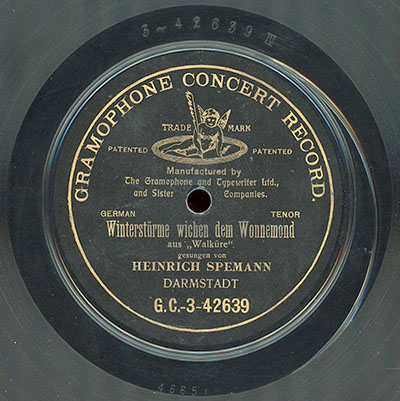 3-42639 III
GRAMOPHONE CONCERT RECORD.
TRADE MARK
PATENTED PATENTED
Manufactured by
The Gramophone and Typewriter Ltd.,
and Sister Companies.
GERMAN TENOR
Winterstürme wichen dem Wonnemond
aus „Walküre“.
gesungen von
HEINRICH SPEMANN
DARMSTADT
G.C.-3-42639